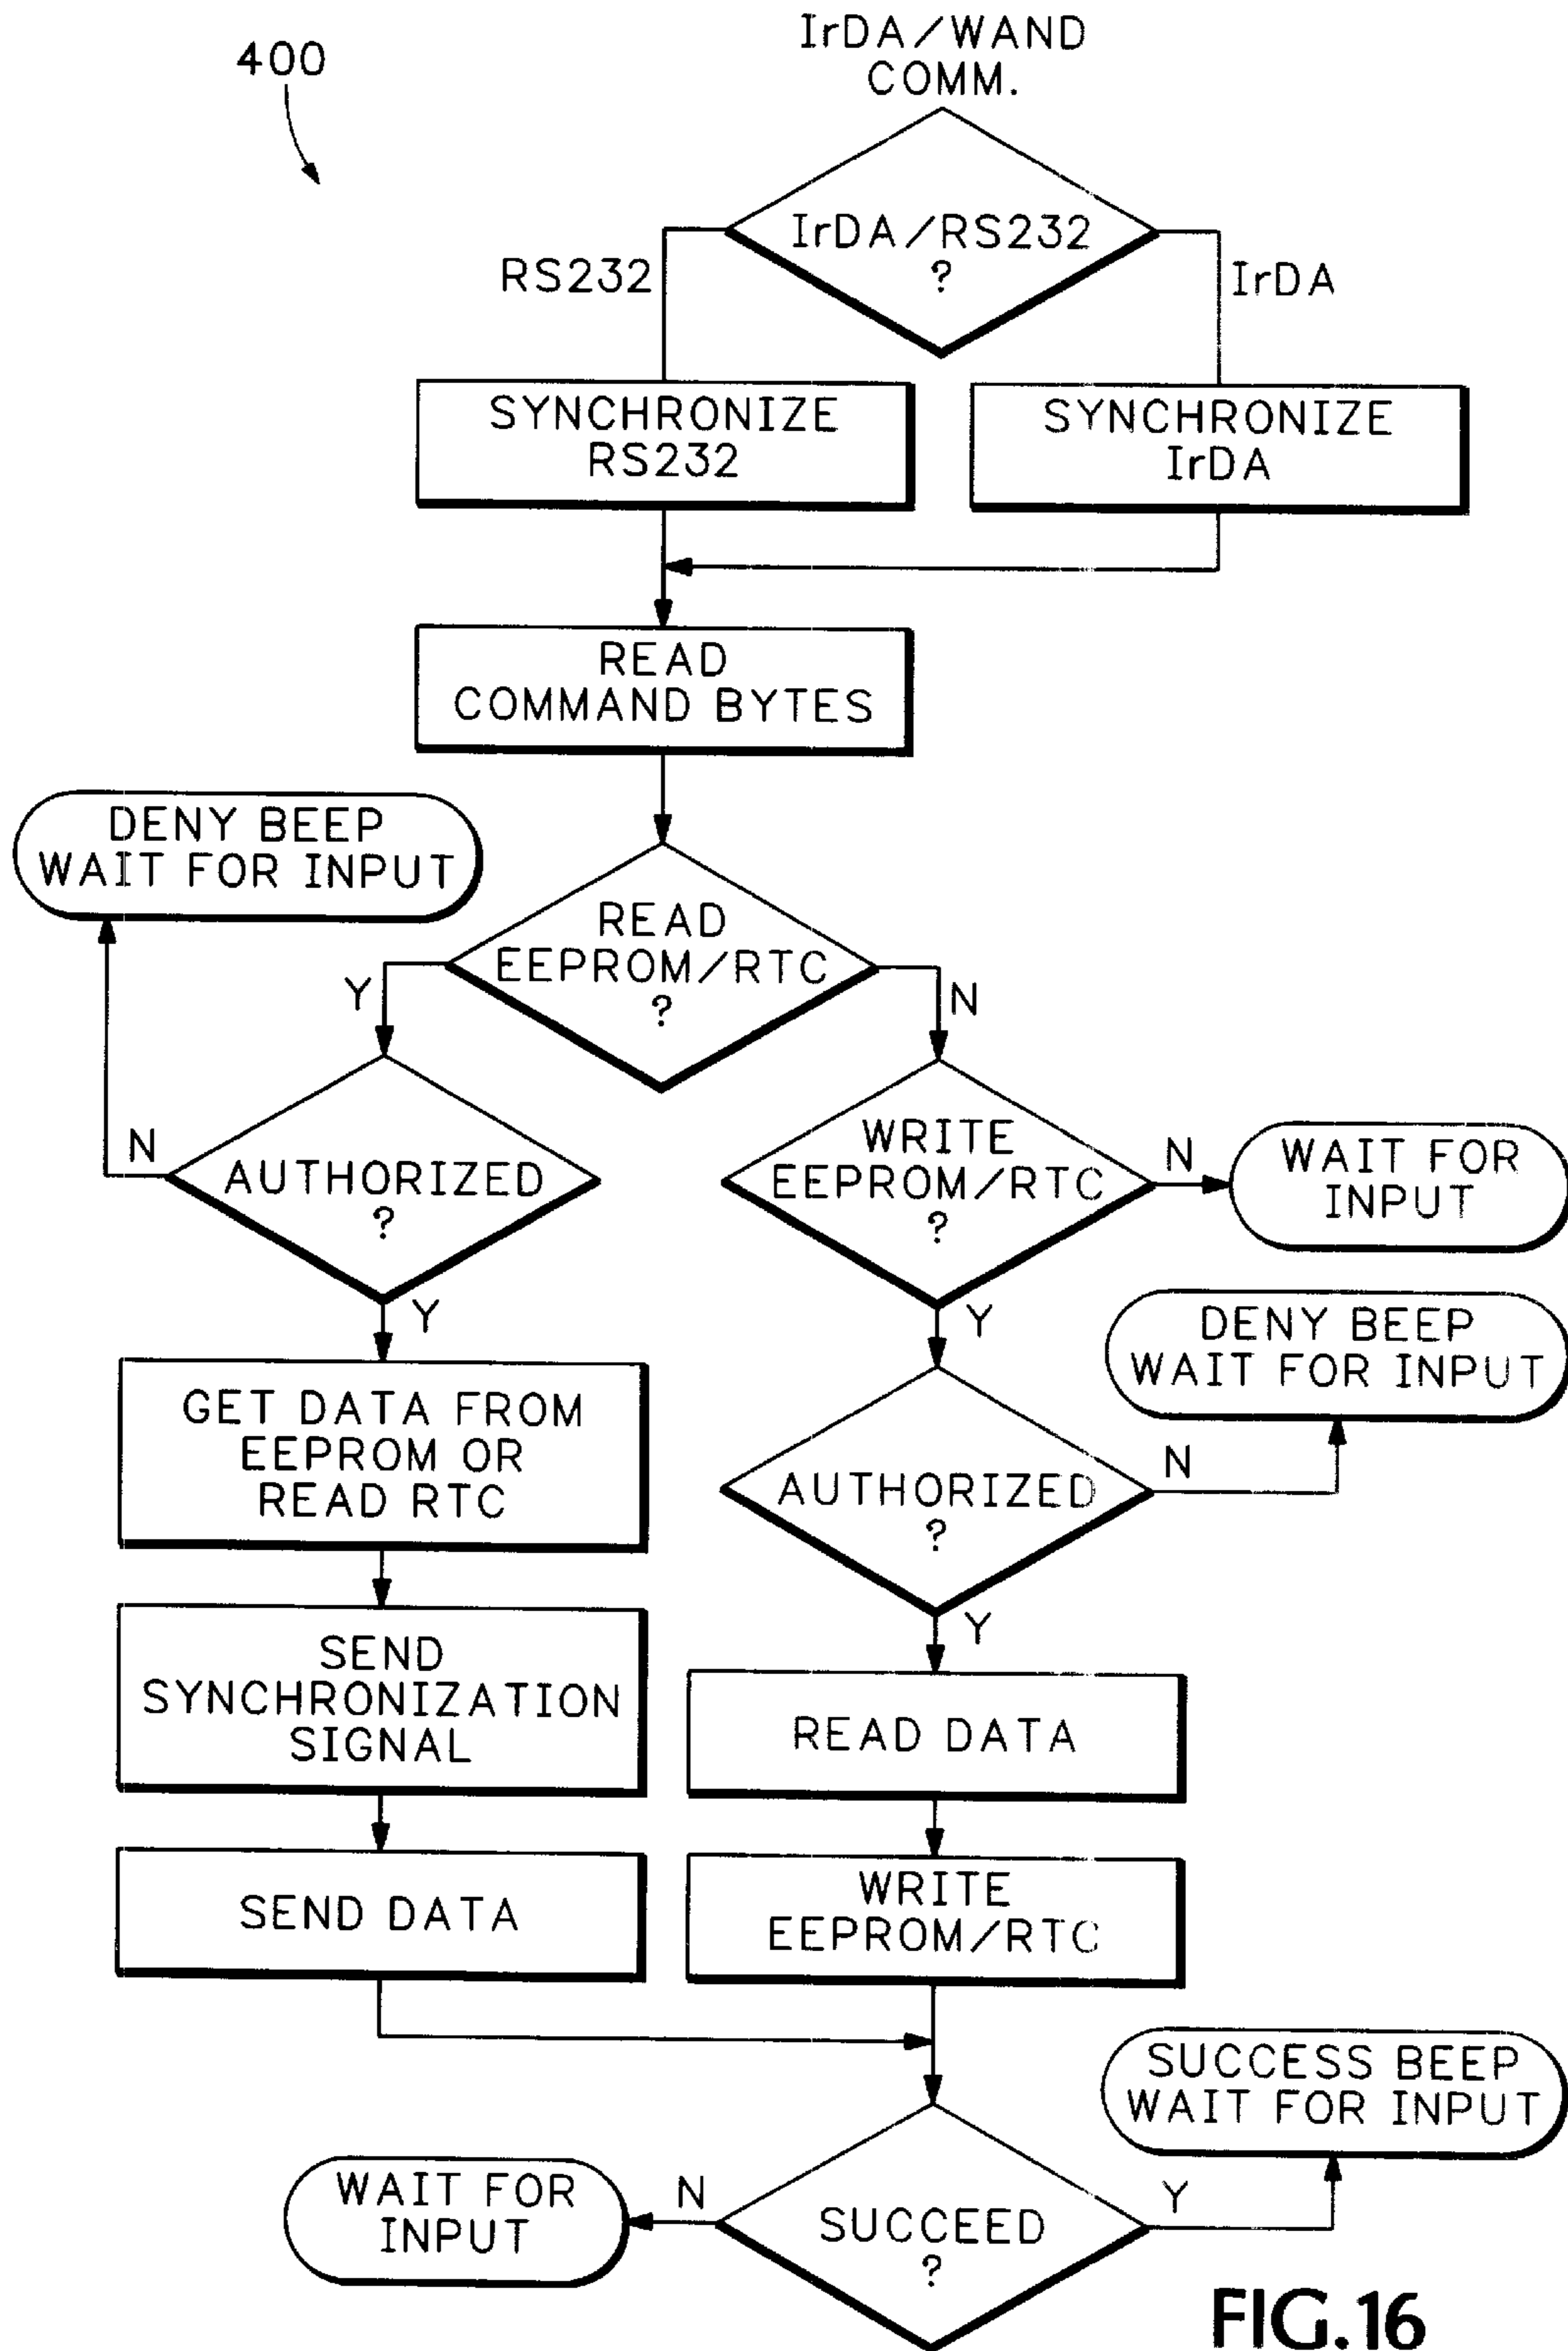 400
IrDA/WAND
COMM.
IrDA/RS232
?
RS232
IrDA
SYNCHRONIZE
RS232
SYNCHRONIZE
IrDA
READ
COMMAND BYTES
DENY BEEP
WAIT FOR INPUT
READ
EEPROM/RTC
?
Y
N
N
AUTHORIZED
?
WRITE
EEPROM/RTC
?
N
WAIT FOR
INPUT
Y
Y
DENY BEEP
WAIT FOR INPUT
GET DATA FROM
EEPROM OR
READ RTC
AUTHORIZED
?
N
SEND
SYNCHRONIZATION
SIGNAL
Y
READ DATA
SEND DATA
WRITE
EEPROM/RTC
SUCCESS BEEP
WAIT FOR INPUT
WAIT FOR
INPUT
N
SUCCEED
?
Y
FIG.16